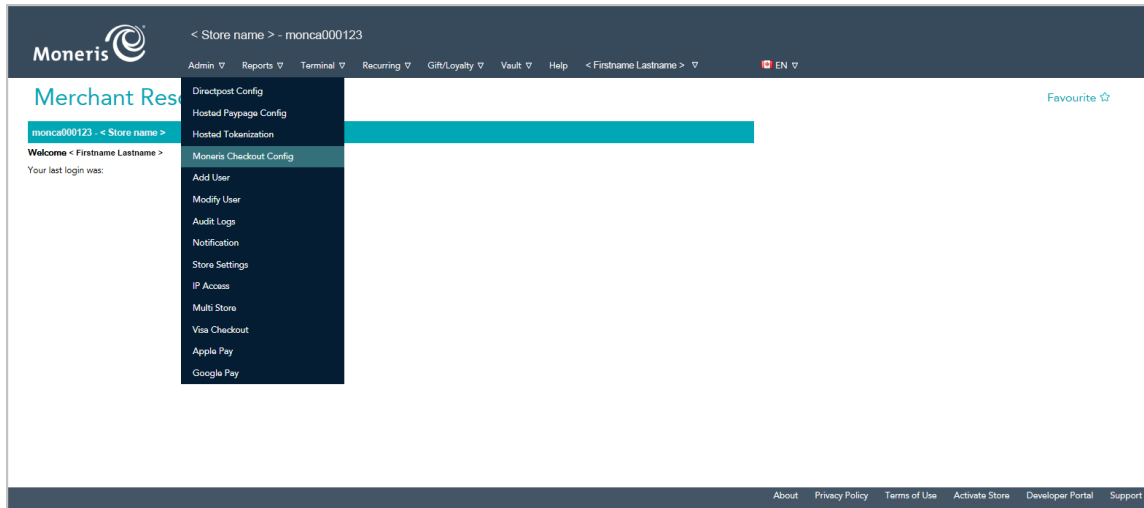 < Store name > - monca000123
Moneris
Admin ▽ Reports ▽ Terminal ▽ Recurring ▽ Gift/Loyalty ▽ Vault ▽ Help < Firstname Lastname > ▽ EN ▽
Merchant Res
Favourite ☆
monca000123 - < Store name >
Welcome < Firstname Lastname >
Your last login was:
Directpost Config
Hosted Paypage Config
Hosted Tokenization
Moneris Checkout Config
Add User
Modify User
Audit Logs
Notification
Store Settings
IP Access
Multi Store
Visa Checkout
Apple Pay
Google Pay
About Privacy Policy Terms of Use Activate Store Developer Portal Support